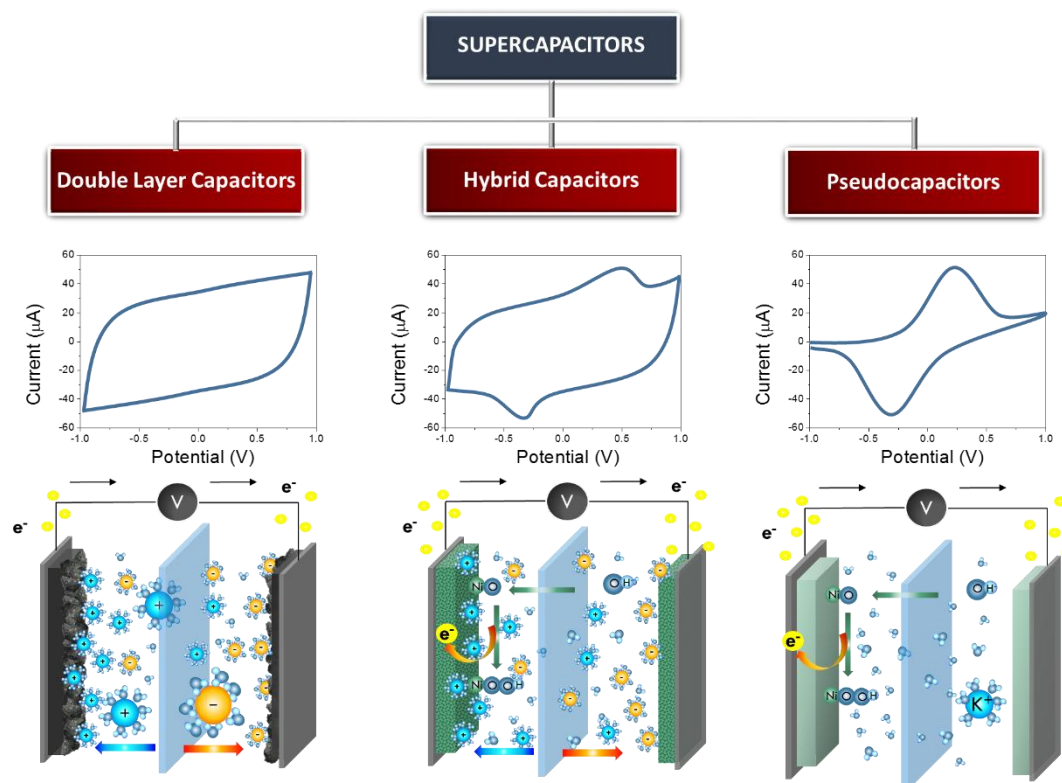 SUPERCAPACITORS
Double Layer Capacitors
Hybrid Capacitors
Pseudocapacitors
60
40
20
0
-20
-40
-60
Current (μA)
-1.0 -0.5 0.0 0.5 1.0
Potential (V)
60
40
20
0
-20
-40
-60
Current (μA)
-1.0 -0.5 0.0 0.5 1.0
Potential (V)
60
40
20
0
-20
-40
-60
Current (μA)
-1.0 -0.5 0.0 0.5 1.0
Potential (V)
e-
V
e-
+
-
+
-
e-
V
e-
Ni O
O H
e-
Ni O O H
e-
V
e-
Ni O
O H
e-
Ni O O H
K+